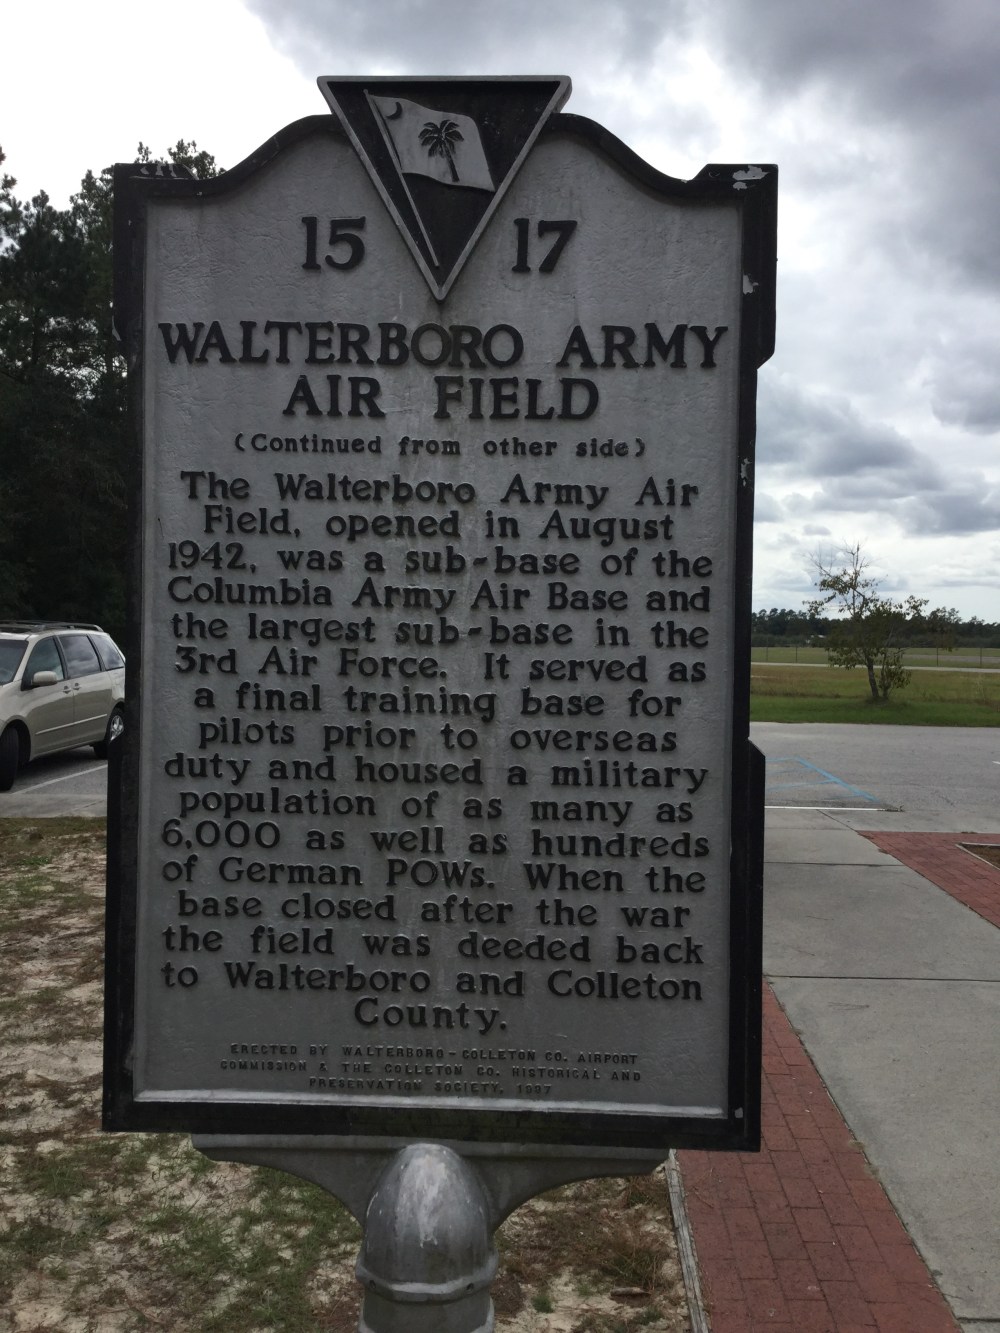 15 17
WALTERBORO ARMY
AIR FIELD
(Continued from other side)
The Walterboro Army Air
Field, opened in August
1942, was a sub-base of the
Columbia Army Air Base and
the largest sub-base in the
3rd Air Force. It served as
a final training base for
pilots prior to overseas
duty and housed a military
population of as many as
6,000 as well as hundreds
of German POWs. When the
base closed after the war
the field was deeded back
to Walterboro and Colleton
County.
ERECTED BY WALTERBORO-COLLETON CO. AIRPORT
COMMISSION & THE COLLETON CO. HISTORICAL AND
PRESERVATION SOCIETY, 1997